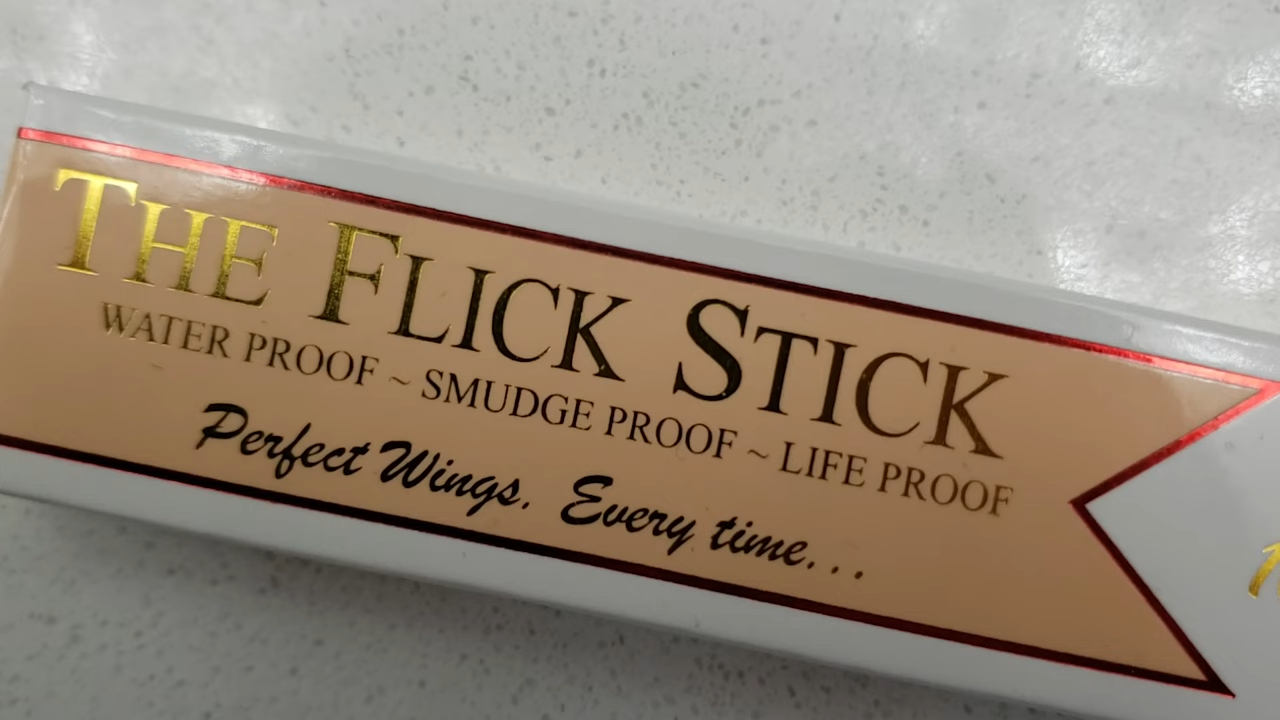 THE FLICK STICK
WATER PROOF ~ SMUDGE PROOF ~ LIFE PROOF
Perfect Wings. Every time...